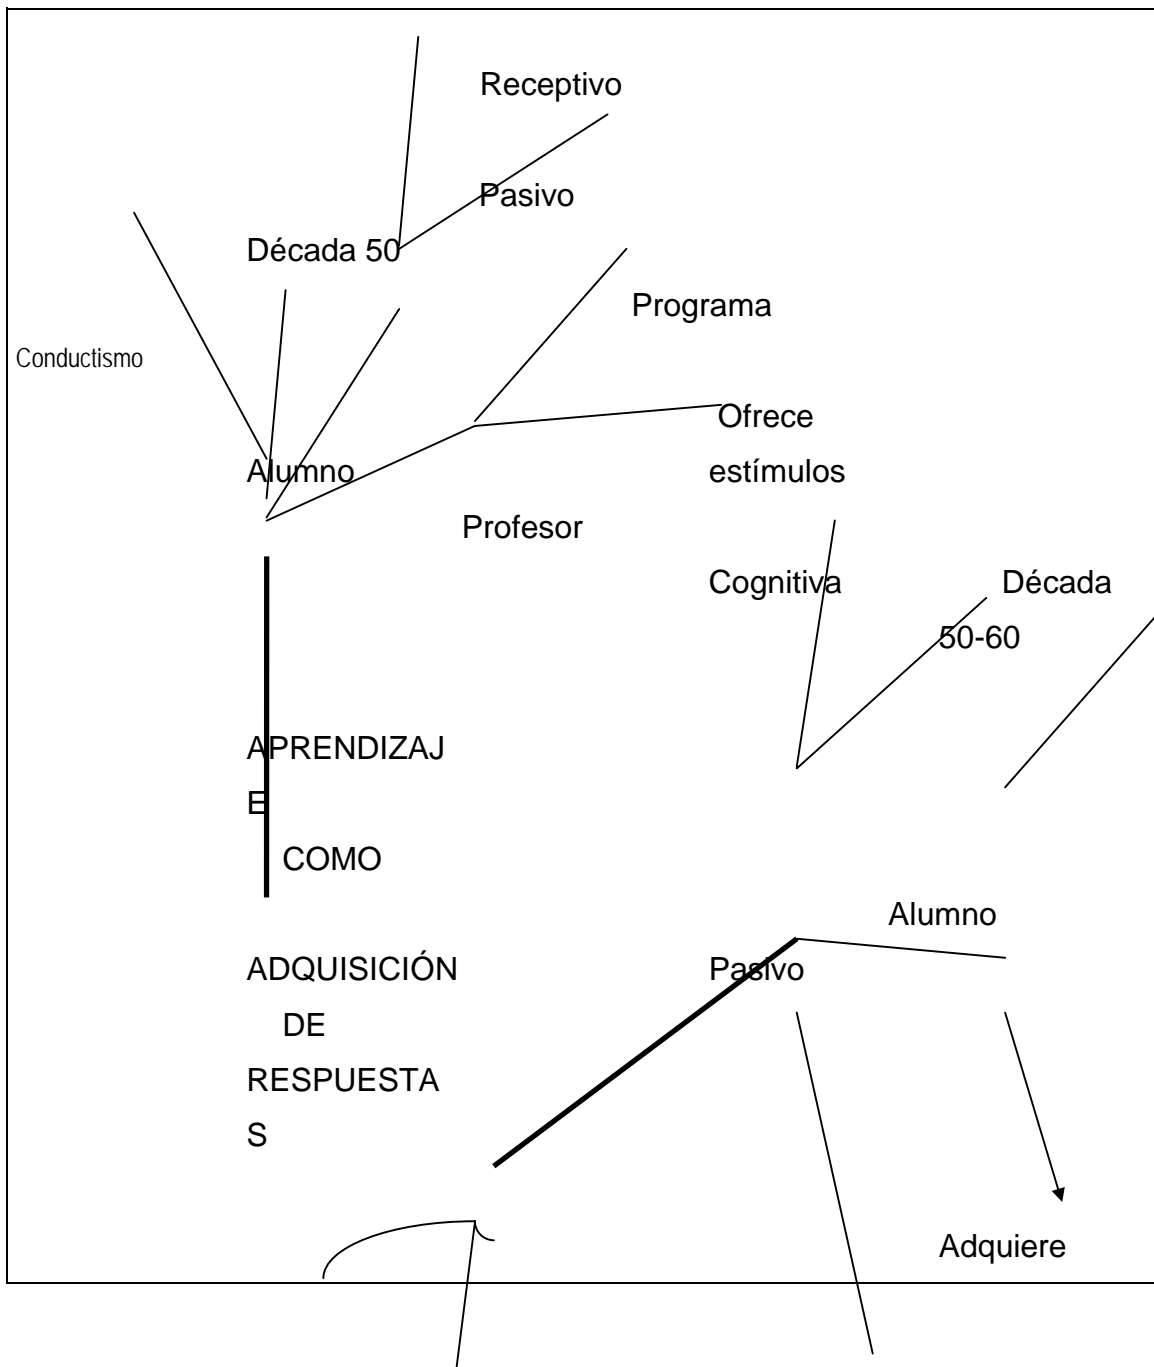 Receptivo
Pasivo
Década 50
Programa
Conductismo
Ofrece
Alumno
estímulos
Profesor
Cognitiva
Década
50-60
APRENDIZAJ
E
COMO
Alumno
ADQUISICIÓN
Pasivo
DE
RESPUESTA
S
Adquiere